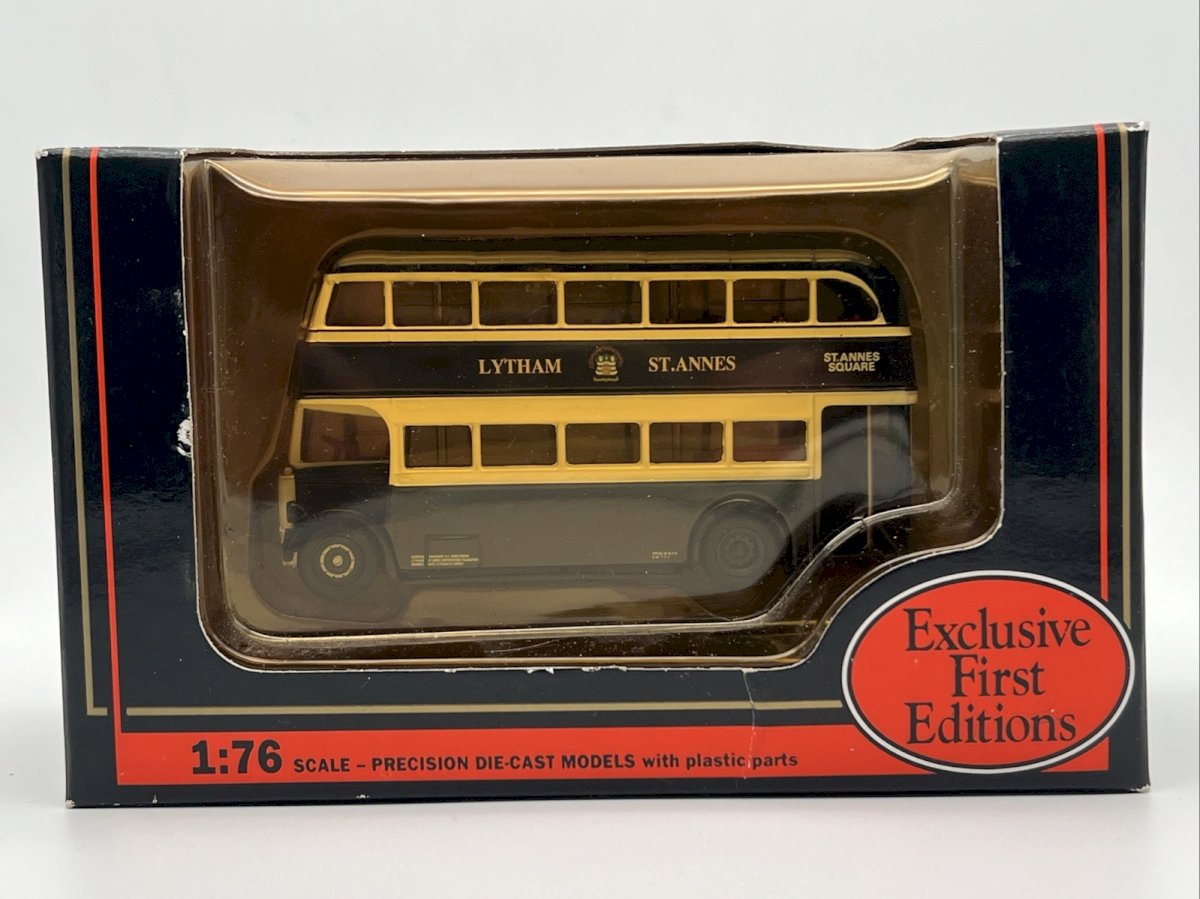 LYTHAM ST.ANNES
ST.ANNES
SQUARE
Exclusive
First
Editions
1:76 SCALE – PRECISION DIE-CAST MODELS with plastic parts